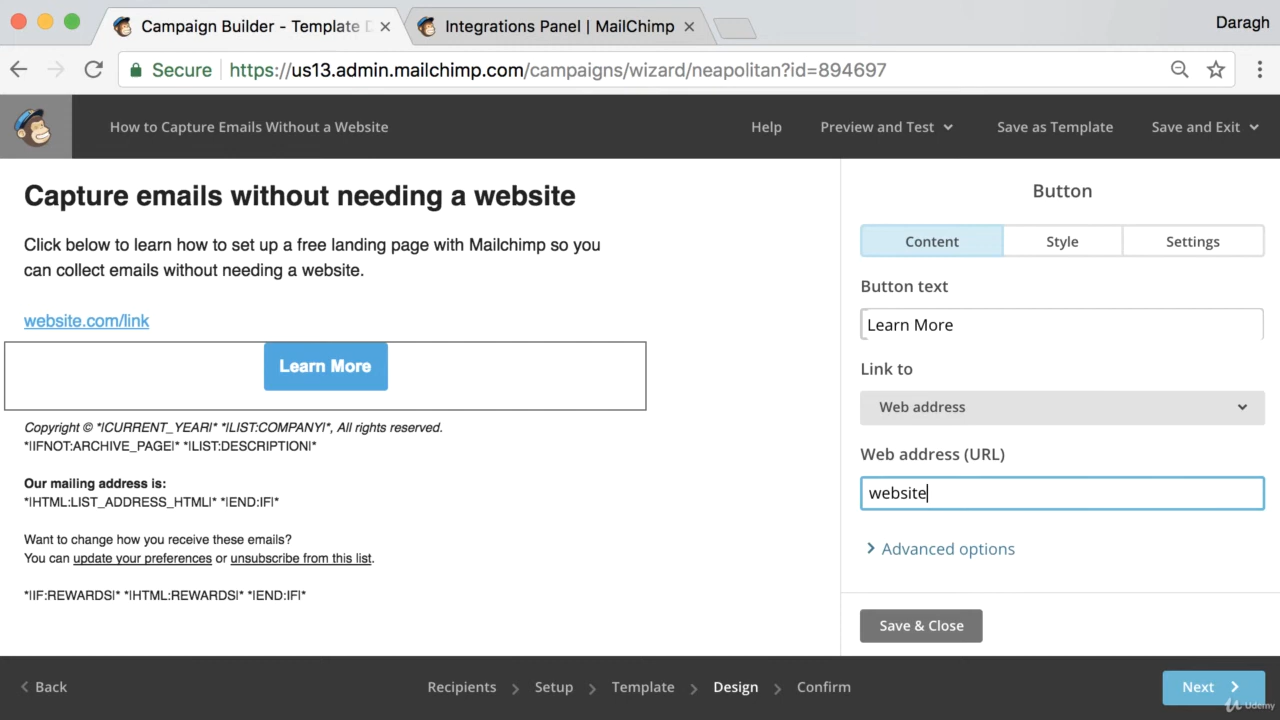 Campaign Builder - Template D
Integrations Panel | MailChimp
Daragh
Secure
https://us13.admin.mailchimp.com/campaigns/wizard/neapolitan?id=894697
How to Capture Emails Without a Website
Help
Preview and Test
Save as Template
Save and Exit
Capture emails without needing a website
Click below to learn how to set up a free landing page with Mailchimp so you
can collect emails without needing a website.
website.com/link
Learn More
Copyright © *|CURRENT_YEAR|* *|LIST:COMPANY|*, All rights reserved.
*|IFNOT:ARCHIVE_PAGE|* *|LIST:DESCRIPTION|*
Our mailing address is:
*|HTML:LIST_ADDRESS_HTML|* *|END:IF|*
Want to change how you receive these emails?
You can update your preferences or unsubscribe from this list.
*|IF:REWARDS|* *|HTML:REWARDS|* *|END:IF|*
Button
Content
Style
Settings
Button text
Learn More
Link to
Web address
Web address (URL)
website
Advanced options
Save & Close
Back
Recipients
Setup
Template
Design
Confirm
Next
Udemy